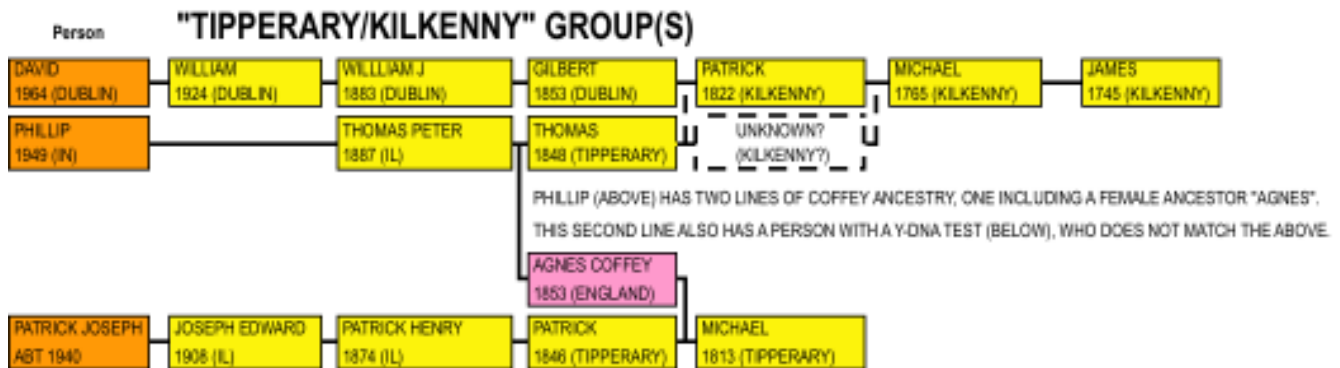 Person "TIPPERARY/KILKENNY" GROUP(S)
DAVID WILLIAM WILLLIAM J GILBERT PATRICK MICHAEL JAMES
1964 (DUBLIN) 1924 (DUBLIN) 1883 (DUBLIN) 1853 (DUBLIN) 1822 (KILKENNY) 1765 (KILKENNY) 1745 (KILKENNY)
PHILLIP THOMAS PETER THOMAS UNKNOWN?
1949 (IN) 1887 (IL) 1848 (TIPPERARY) (KILKENNY?)
PHILLIP (ABOVE) HAS TWO LINES OF COFFEY ANCESTRY, ONE INCLUDING A FEMALE ANCESTOR "AGNES".
THIS SECOND LINE ALSO HAS A PERSON WITH A Y-DNA TEST (BELOW), WHO DOES NOT MATCH THE ABOVE.
AGNES COFFEY
1853 (ENGLAND)
PATRICK JOSEPH JOSEPH EDWARD PATRICK HENRY PATRICK MICHAEL
ABT 1940 1908 (IL) 1874 (IL) 1846 (TIPPERARY) 1813 (TIPPERARY)